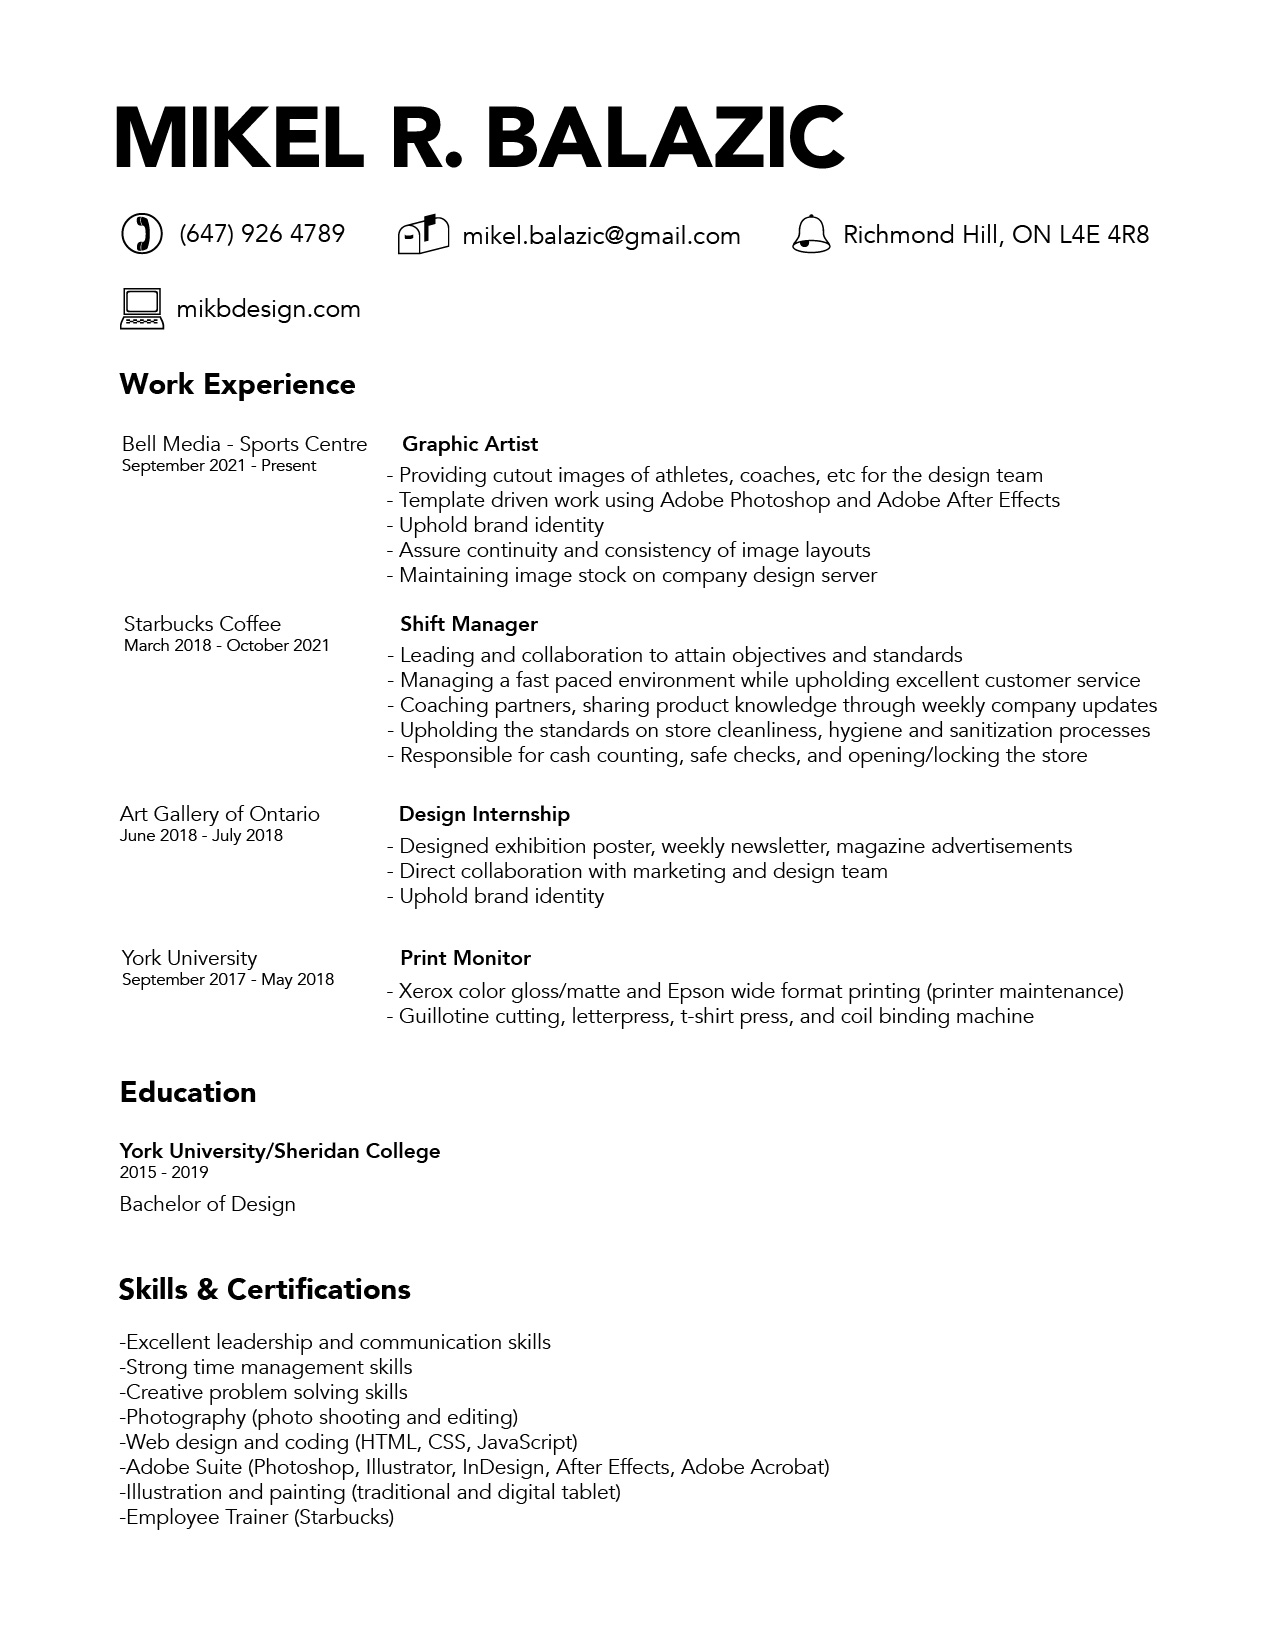 MIKEL R. BALAZIC
(647) 926 4789 mikel.balazic@gmail.com Richmond Hill, ON L4E 4R8
mikbdesign.com
Work Experience
Bell Media - Sports Centre Graphic Artist
September 2021 - Present
- Providing cutout images of athletes, coaches, etc for the design team
- Template driven work using Adobe Photoshop and Adobe After Effects
- Uphold brand identity
- Assure continuity and consistency of image layouts
- Maintaining image stock on company design server
Starbucks Coffee Shift Manager
March 2018 - October 2021
- Leading and collaboration to attain objectives and standards
- Managing a fast paced environment while upholding excellent customer service
- Coaching partners, sharing product knowledge through weekly company updates
- Upholding the standards on store cleanliness, hygiene and sanitization processes
- Responsible for cash counting, safe checks, and opening/locking the store
Art Gallery of Ontario Design Internship
June 2018 - July 2018
- Designed exhibition poster, weekly newsletter, magazine advertisements
- Direct collaboration with marketing and design team
- Uphold brand identity
York University Print Monitor
September 2017 - May 2018
- Xerox color gloss/matte and Epson wide format printing (printer maintenance)
- Guillotine cutting, letterpress, t-shirt press, and coil binding machine
Education
York University/Sheridan College
2015 - 2019
Bachelor of Design
Skills & Certifications
-Excellent leadership and communication skills
-Strong time management skills
-Creative problem solving skills
-Photography (photo shooting and editing)
-Web design and coding (HTML, CSS, JavaScript)
-Adobe Suite (Photoshop, Illustrator, InDesign, After Effects, Adobe Acrobat)
-Illustration and painting (traditional and digital tablet)
-Employee Trainer (Starbucks)